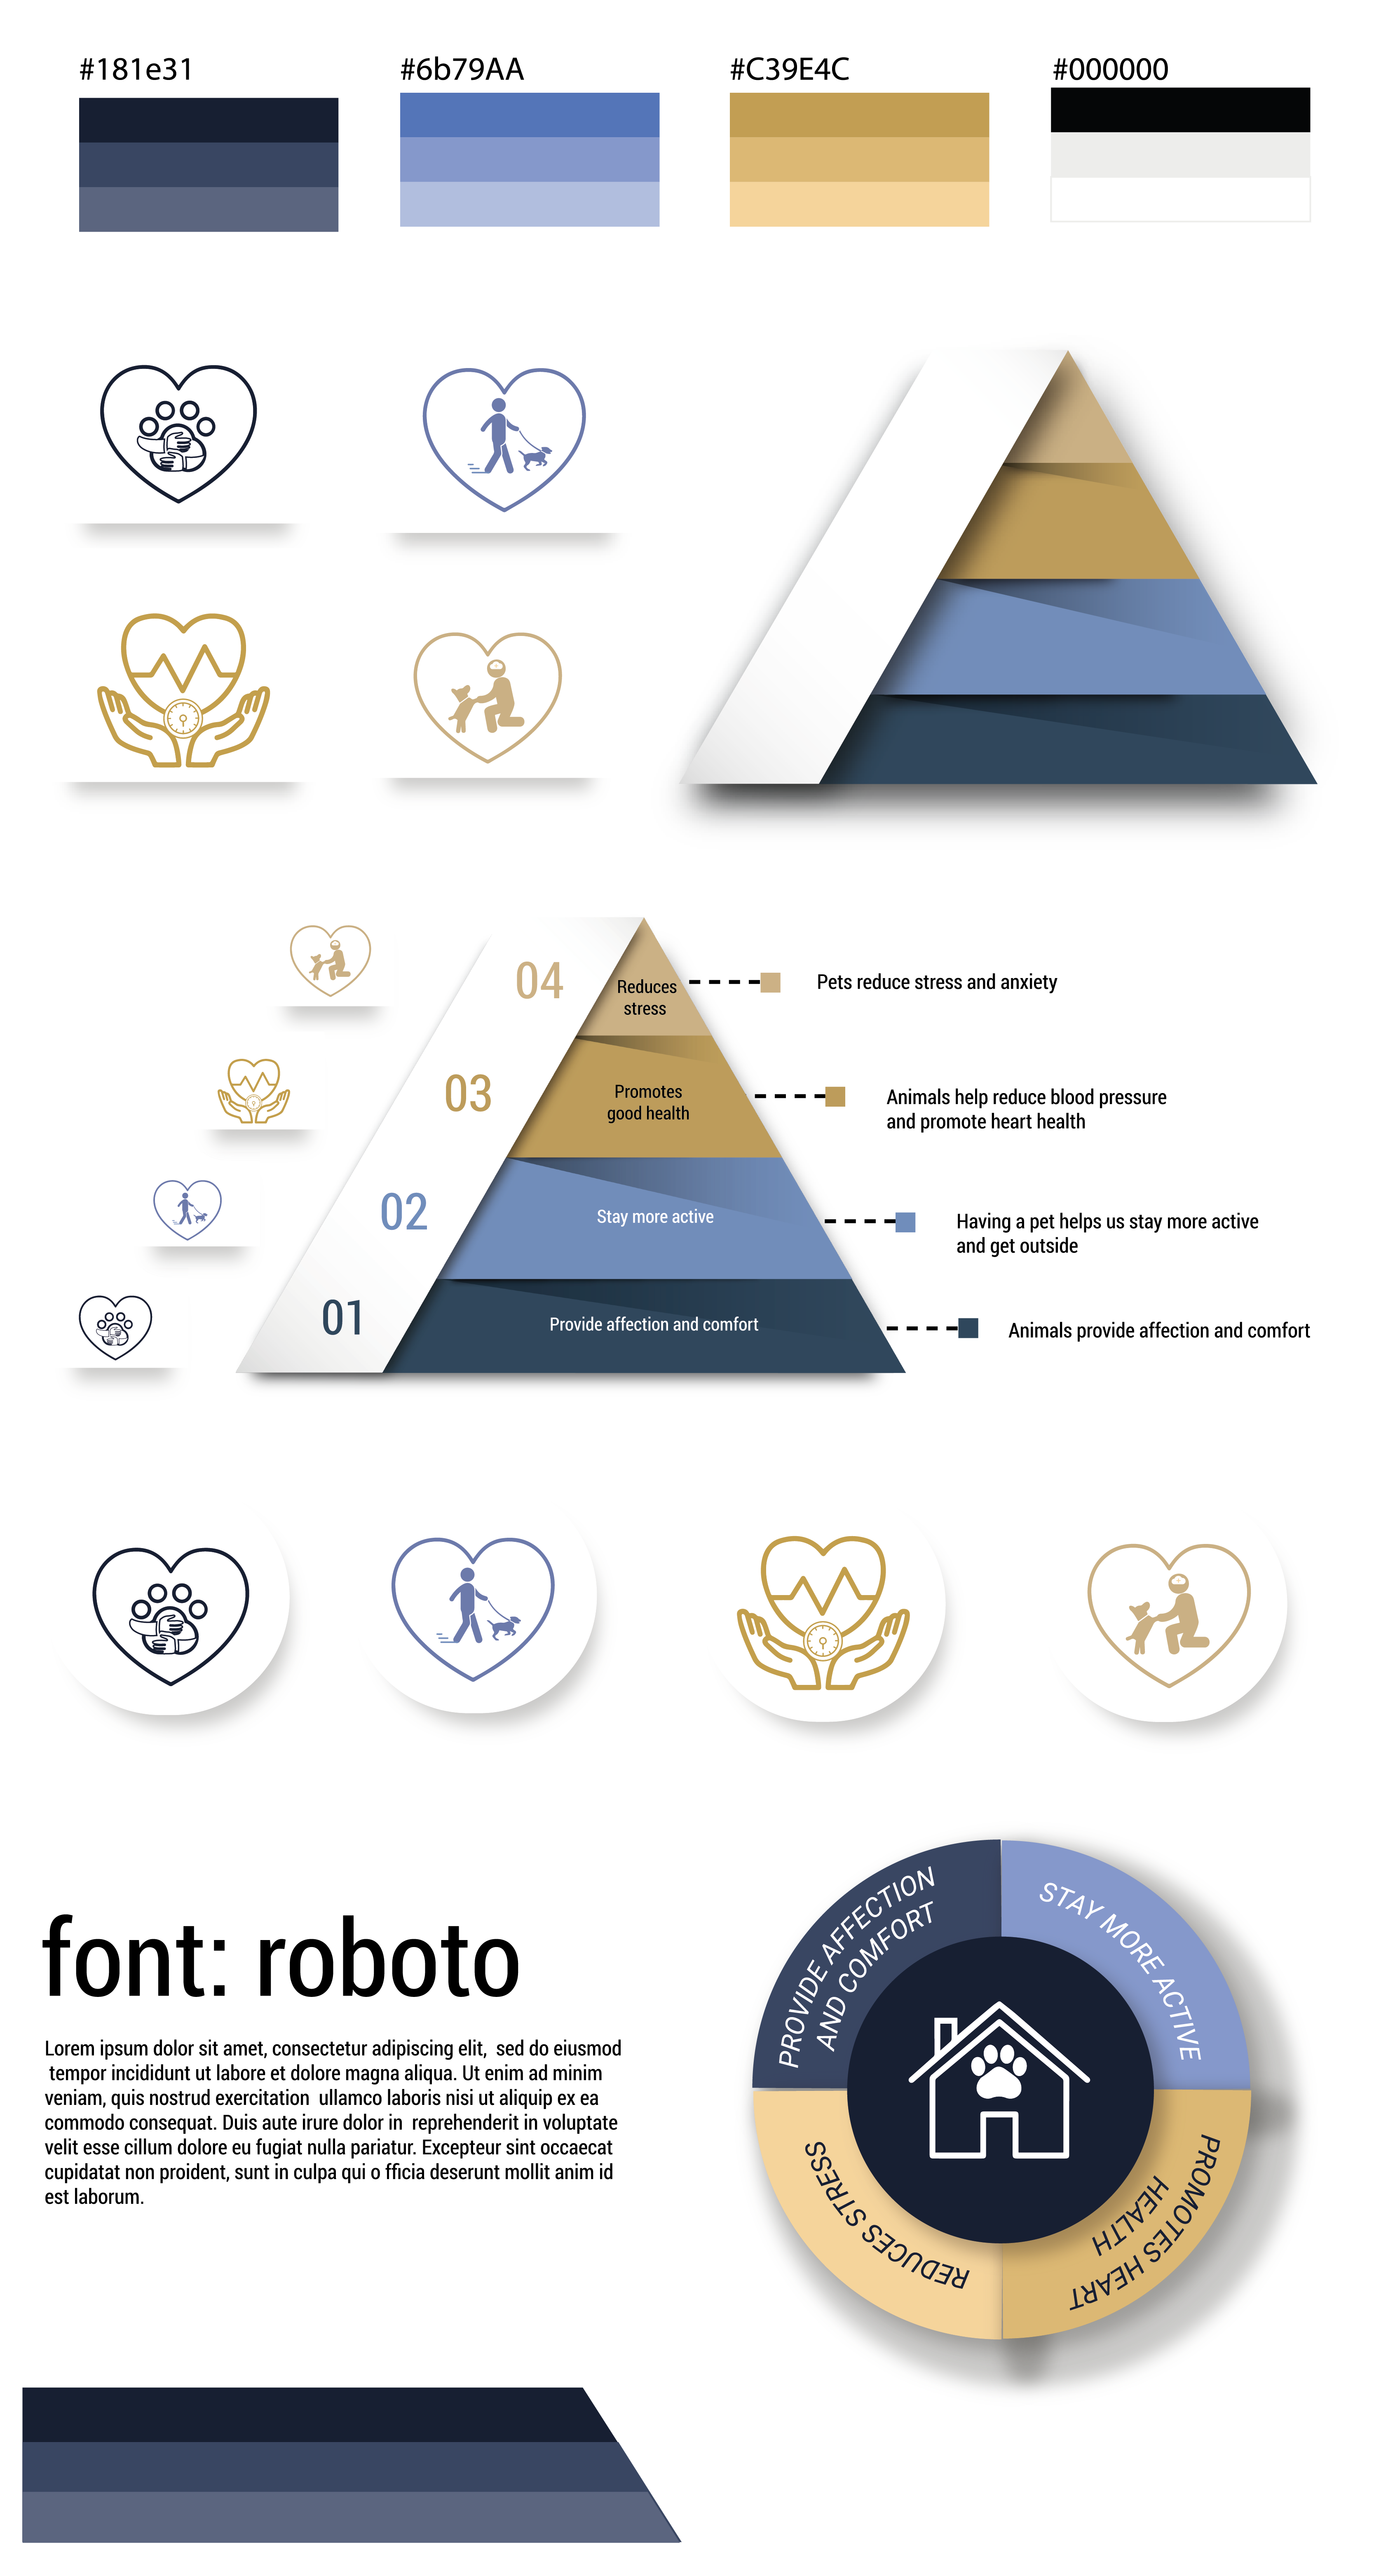 #181e31
#6b79AA
#C39E4C
#000000
04
Reduces
stress
Pets reduce stress and anxiety
03
Promotes
good health
Animals help reduce blood pressure
and promote heart health
02
Stay more active
Having a pet helps us stay more active
and get outside
01
Provide affection and comfort
Animals provide affection and comfort
font: roboto
Lorem ipsum dolor sit amet, consectetur adipiscing elit, sed do eiusmod
tempor incididunt ut labore et dolore magna aliqua. Ut enim ad minim
veniam, quis nostrud exercitation ullamco laboris nisi ut aliquip ex ea
commodo consequat. Duis aute irure dolor in reprehenderit in voluptate
velit esse cillum dolore eu fugiat nulla pariatur. Excepteur sint occaecat
cupidatat non proident, sunt in culpa qui o fficia deserunt mollit anim id
est laborum.
PROVIDE AFFECTION
AND COMFORT
STAY MORE ACTIVE
PROMOTES HEART
HEALTH
REDUCES STRESS